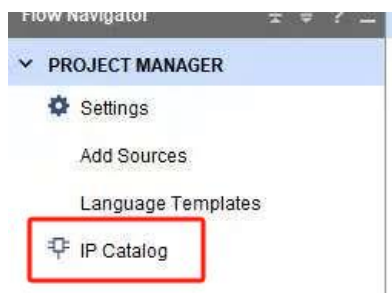 Flow Navigator
PROJECT MANAGER
Settings
Add Sources
Language Templates
IP Catalog